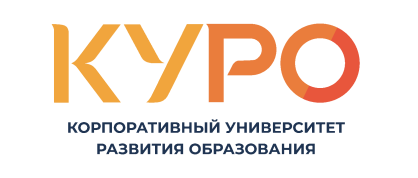 КУРО
КОРПОРАТИВНЫЙ УНИВЕРСИТЕТ
РАЗВИТИЯ ОБРАЗОВАНИЯ